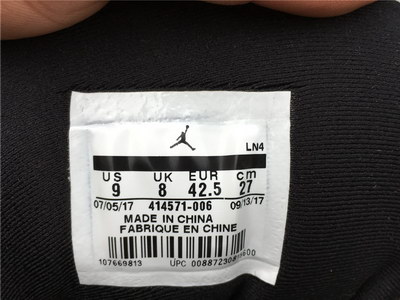 LN4
US UK EUR cm
9 8 42.5 27
07/05/17 414571-006 09/13/17
MADE IN CHINA
FABRIQUE EN CHINE
107669813 UPC